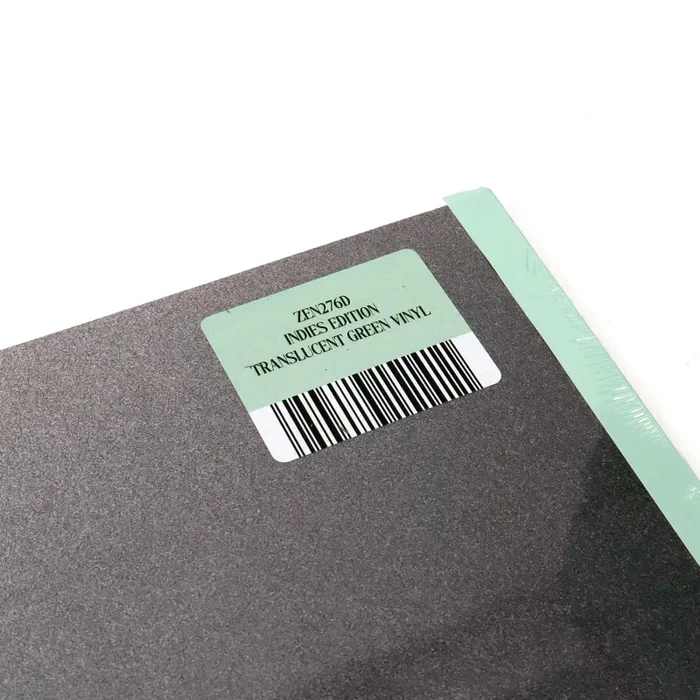 ZEN276D
INDIES EDITION
TRANSLUCENT GREEN VINYL